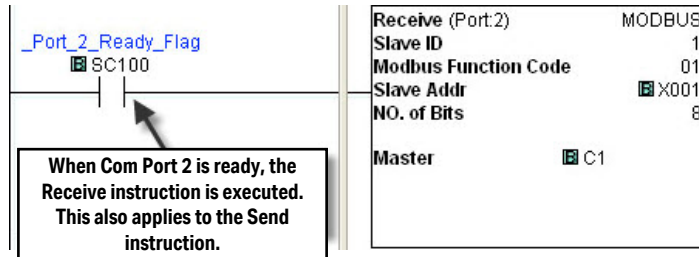 _Port_2_Ready_Flag
B SC100
When Com Port 2 is ready, the
Receive instruction is executed.
This also applies to the Send
instruction.
Receive (Port:2) MODBUS
Slave ID 1
Modbus Function Code 01
Slave Addr B X001
NO. of Bits 8
Master B C1